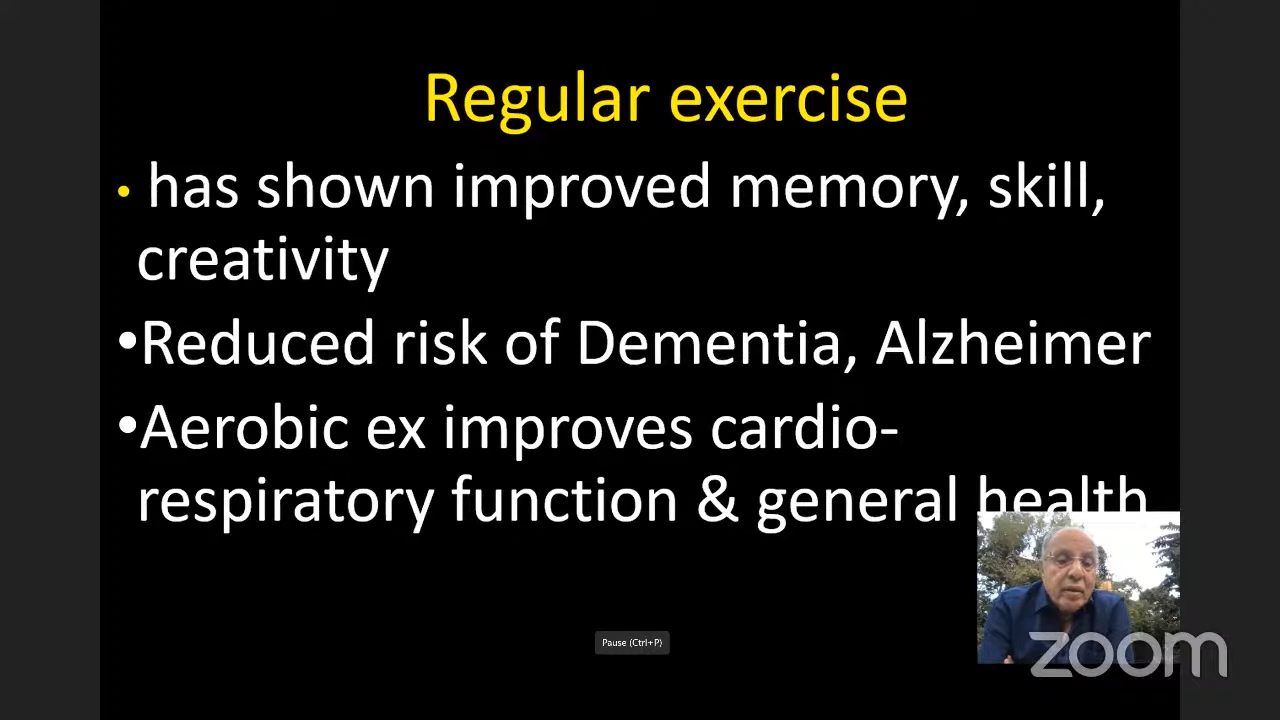 Regular exercise
• has shown improved memory, skill,
creativity
•Reduced risk of Dementia, Alzheimer
•Aerobic ex improves cardio-
respiratory function & general health
Pause (Ctrl+P)
zoom